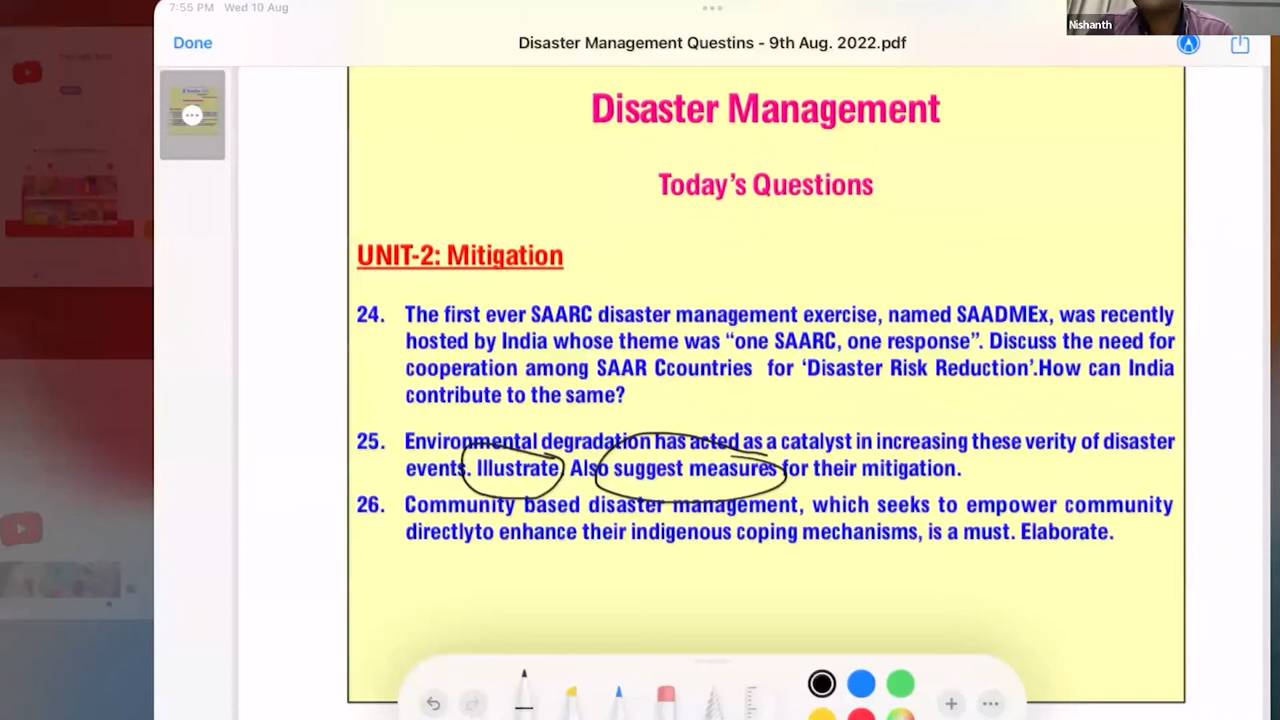 7:55 PM Wed 10 Aug
Nishanth
Done
Disaster Management Questins - 9th Aug. 2022.pdf
Disaster Management
Today's Questions
UNIT-2: Mitigation
24. The first ever SAARC disaster management exercise, named SAADMEx, was recently
hosted by India whose theme was “one SAARC, one response”. Discuss the need for
cooperation among SAAR Ccountries for ‘Disaster Risk Reduction’.How can India
contribute to the same?
25. Environmental degradation has acted as a catalyst in increasing these verity of disaster
events. Illustrate. Also suggest measures for their mitigation.
26. Community based disaster management, which seeks to empower community
directlyto enhance their indigenous coping mechanisms, is a must. Elaborate.